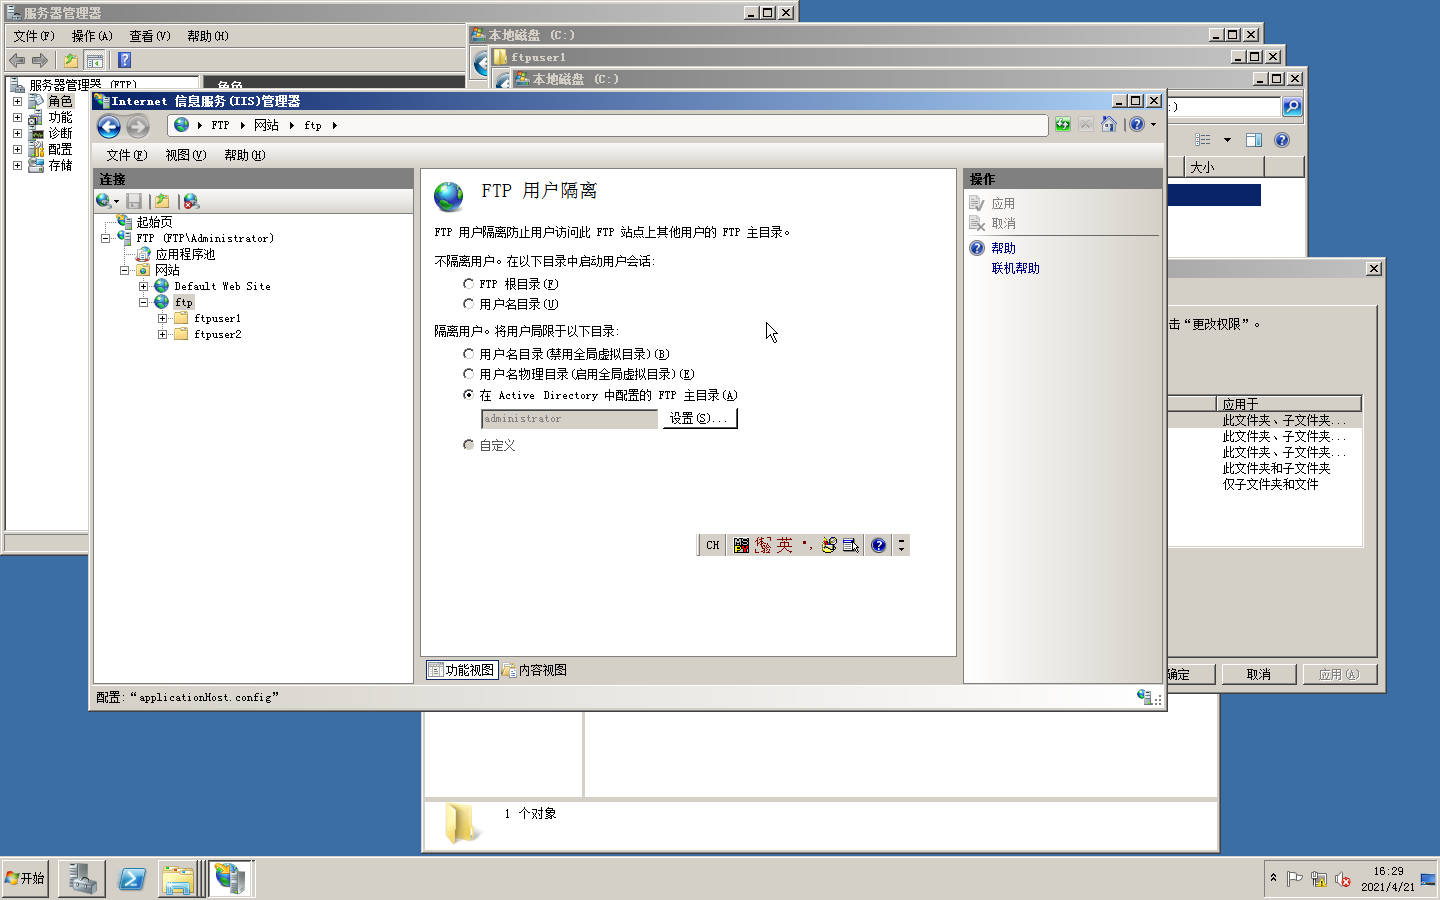 服务器管理器
文件(F) 操作(A) 查看(V) 帮助(H)
服务器管理器 (FTP)
角色
角色
功能
诊断
配置
存储
本地磁盘 (C:)
ftpuser1
本地磁盘 (C:)
:)
大小
Internet 信息服务(IIS)管理器
FTP 网站 ftp
文件(F) 视图(V) 帮助(H)
连接
起始页
FTP (FTP\Administrator)
应用程序池
网站
Default Web Site
ftp
ftpuser1
ftpuser2
FTP 用户隔离
FTP 用户隔离防止用户访问此 FTP 站点上其他用户的 FTP 主目录。
不隔离用户。在以下目录中启动用户会话:
FTP 根目录(F)
用户名目录(U)
隔离用户。将用户局限于以下目录:
用户名目录(禁用全局虚拟目录)(B)
用户名物理目录(启用全局虚拟目录)(E)
在 Active Directory 中配置的 FTP 主目录(A)
administrator
设置(S)...
自定义
CH 英
功能视图 内容视图
操作
应用
取消
帮助
联机帮助
配置:“applicationHost.config”
击“更改权限”。
应用于
此文件夹、子文件夹...
此文件夹、子文件夹...
此文件夹、子文件夹...
此文件夹和子文件夹
仅子文件夹和文件
确定 取消 应用(A)
1 个对象
开始
16:29
2021/4/21